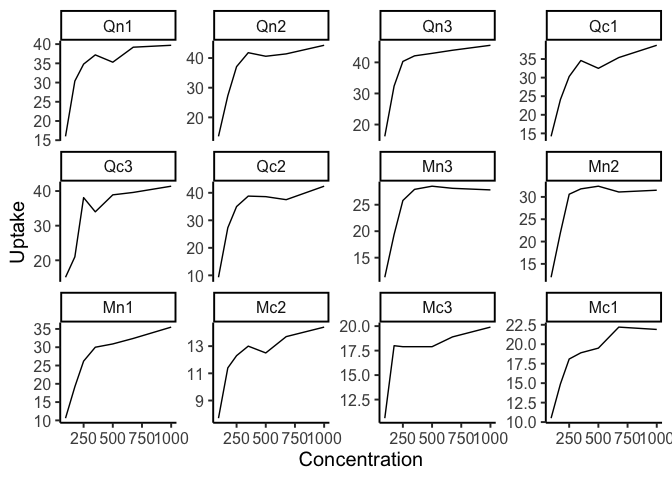 Qn1 Qn2 Qn3 Qc1
40 35 30 25 20 15
40 30 20
40 30 20
35 30 25 20 15
Qc3 Qc2 Mn3 Mn2
40 30 20
40 30 20 10
25 20 15
30 25 20 15
Uptake
Mn1 Mc2 Mc3 Mc1
35 30 25 20 15 10
13 11 9
20.0 17.5 15.0 12.5
22.5 20.0 17.5 15.0 12.5 10.0
250 500 750 1000 250 500 750 1000 250 500 750 1000 250 500 750 1000
Concentration